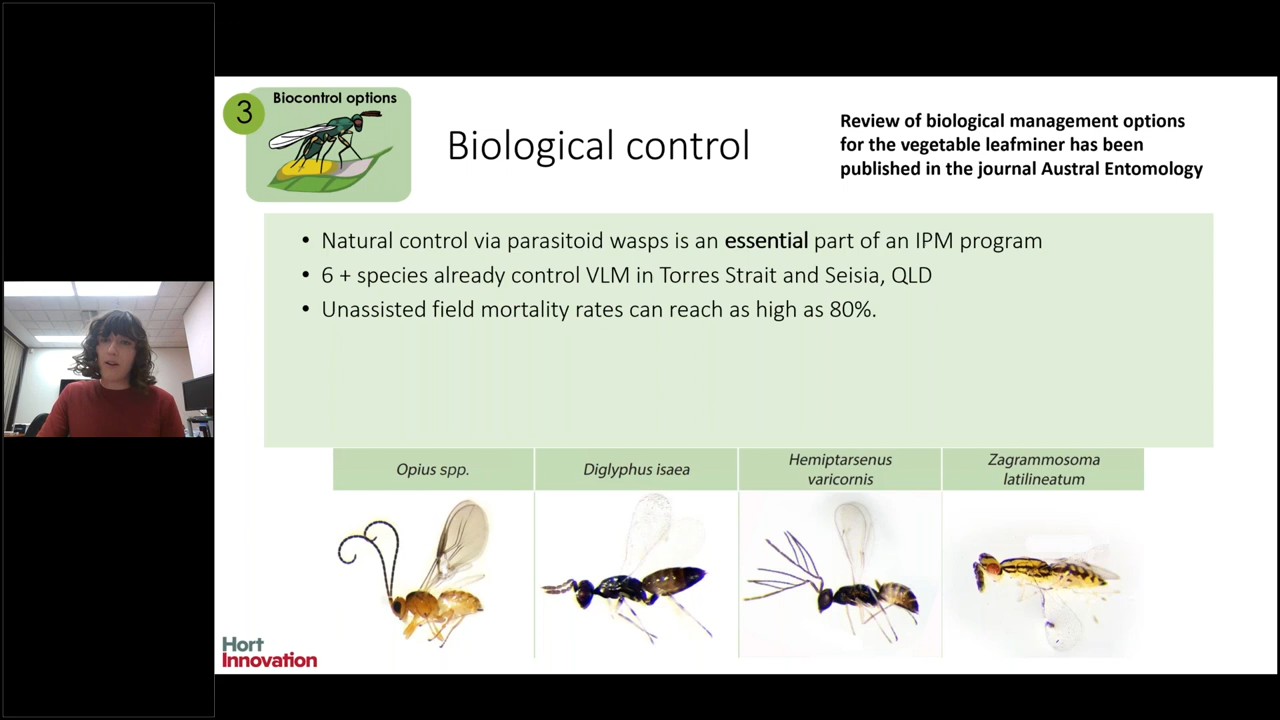 3
Biocontrol options
Biological control
Review of biological management options
for the vegetable leafminer has been
published in the journal Austral Entomology
• Natural control via parasitoid wasps is an essential part of an IPM program
• 6 + species already control VLM in Torres Strait and Seisia, QLD
• Unassisted field mortality rates can reach as high as 80%.
Opius spp.
Diglyphus isaea
Hemiptarsenus
varicornis
Zagrammosoma
latilineatum
Hort
Innovation